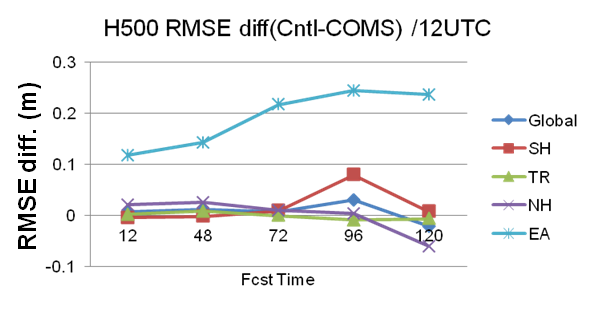 H500 RMSE diff(Cntl-COMS) /12UTC
RMSE diff. (m)
0.3
0.2
0.1
0
-0.1
12 48 72 96 120
Fcst Time
Global
SH
TR
NH
EA